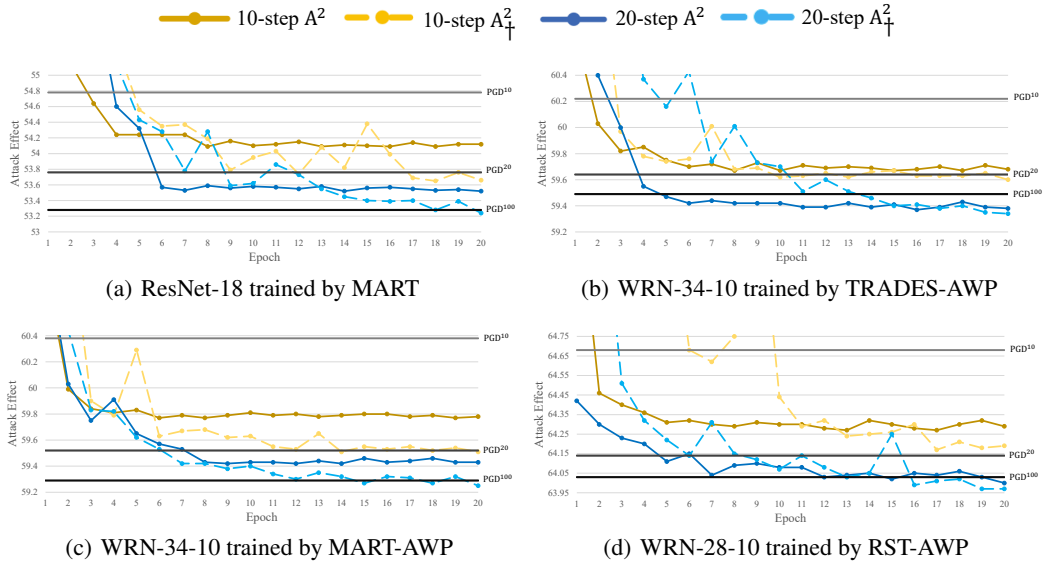 10-step A² 10-step A²† 20-step A² 20-step A²†
55
54.8
54.6
54.4
54.2
54
53.8
53.6
53.4
53.2
53
Attack Effect
PGD¹⁰
PGD²⁰
PGD¹⁰⁰
1 2 3 4 5 6 7 8 9 10 11 12 13 14 15 16 17 18 19 20
Epoch
(a) ResNet-18 trained by MART
60.4
60.2
60
59.8
59.6
59.4
59.2
Attack Effect
PGD¹⁰
PGD²⁰
PGD¹⁰⁰
1 2 3 4 5 6 7 8 9 10 11 12 13 14 15 16 17 18 19 20
Epoch
(b) WRN-34-10 trained by TRADES-AWP
60.4
60.2
60
59.8
59.6
59.4
59.2
Attack Effect
PGD¹⁰
PGD²⁰
PGD¹⁰⁰
1 2 3 4 5 6 7 8 9 10 11 12 13 14 15 16 17 18 19 20
Epoch
(c) WRN-34-10 trained by MART-AWP
64.75
64.65
64.55
64.45
64.35
64.25
64.15
64.05
63.95
Attack Effect
PGD¹⁰
PGD²⁰
PGD¹⁰⁰
1 2 3 4 5 6 7 8 9 10 11 12 13 14 15 16 17 18 19 20
Epoch
(d) WRN-28-10 trained by RST-AWP